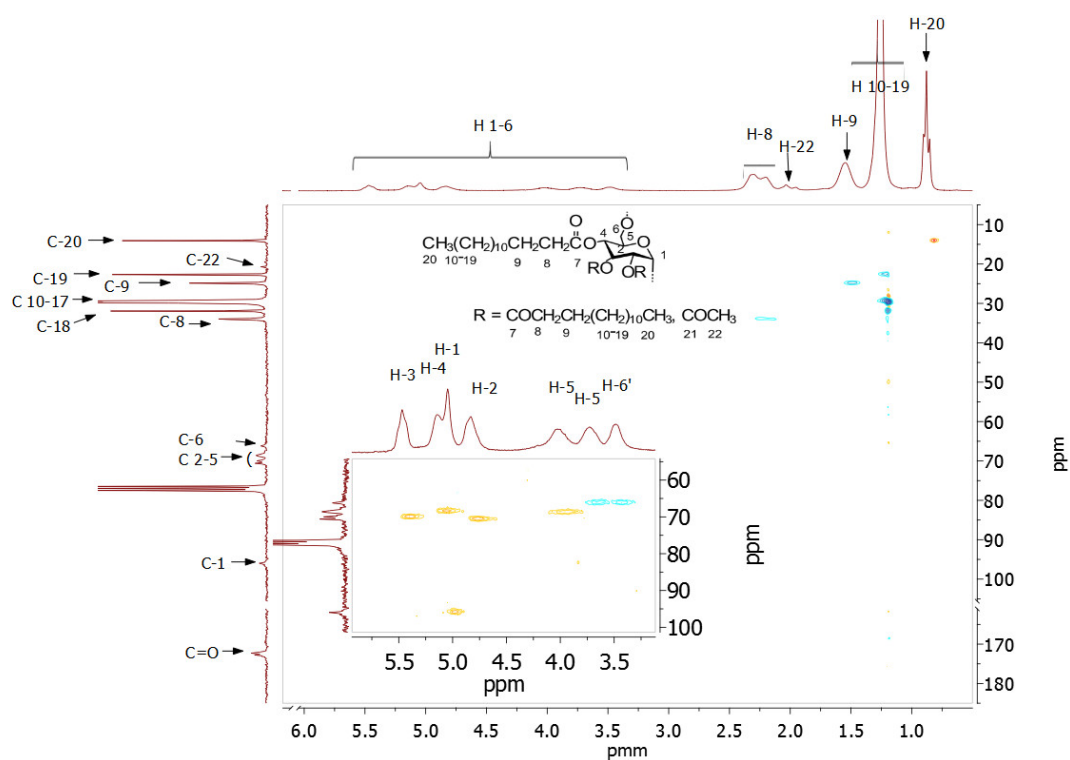 H-20
H 10-19
H-9
H-8
H-22
H 1-6
C-20
C-22
C-19
C-9
C 10-17
C-18
C-8
C-6
C 2-5 (
C-1
C=O
O
CH3(CH2)10CH2CH2CO
20 10~19 9 8 7
4 6 5 O O 2 1
RO OR
R = COCH2CH2(CH2)10CH3, COCH3
7 8 9 10~19 20 21 22
H-3
H-4
H-1
H-2
H-5
H-5
H-6'
60
70
80
90
100
ppm
5.5 5.0 4.5 4.0 3.5
ppm
10
20
30
40
50
60
70
80
90
100
170
180
ppm
6.0 5.5 5.0 4.5 4.0 3.5 3.0 2.5 2.0 1.5 1.0
pmm